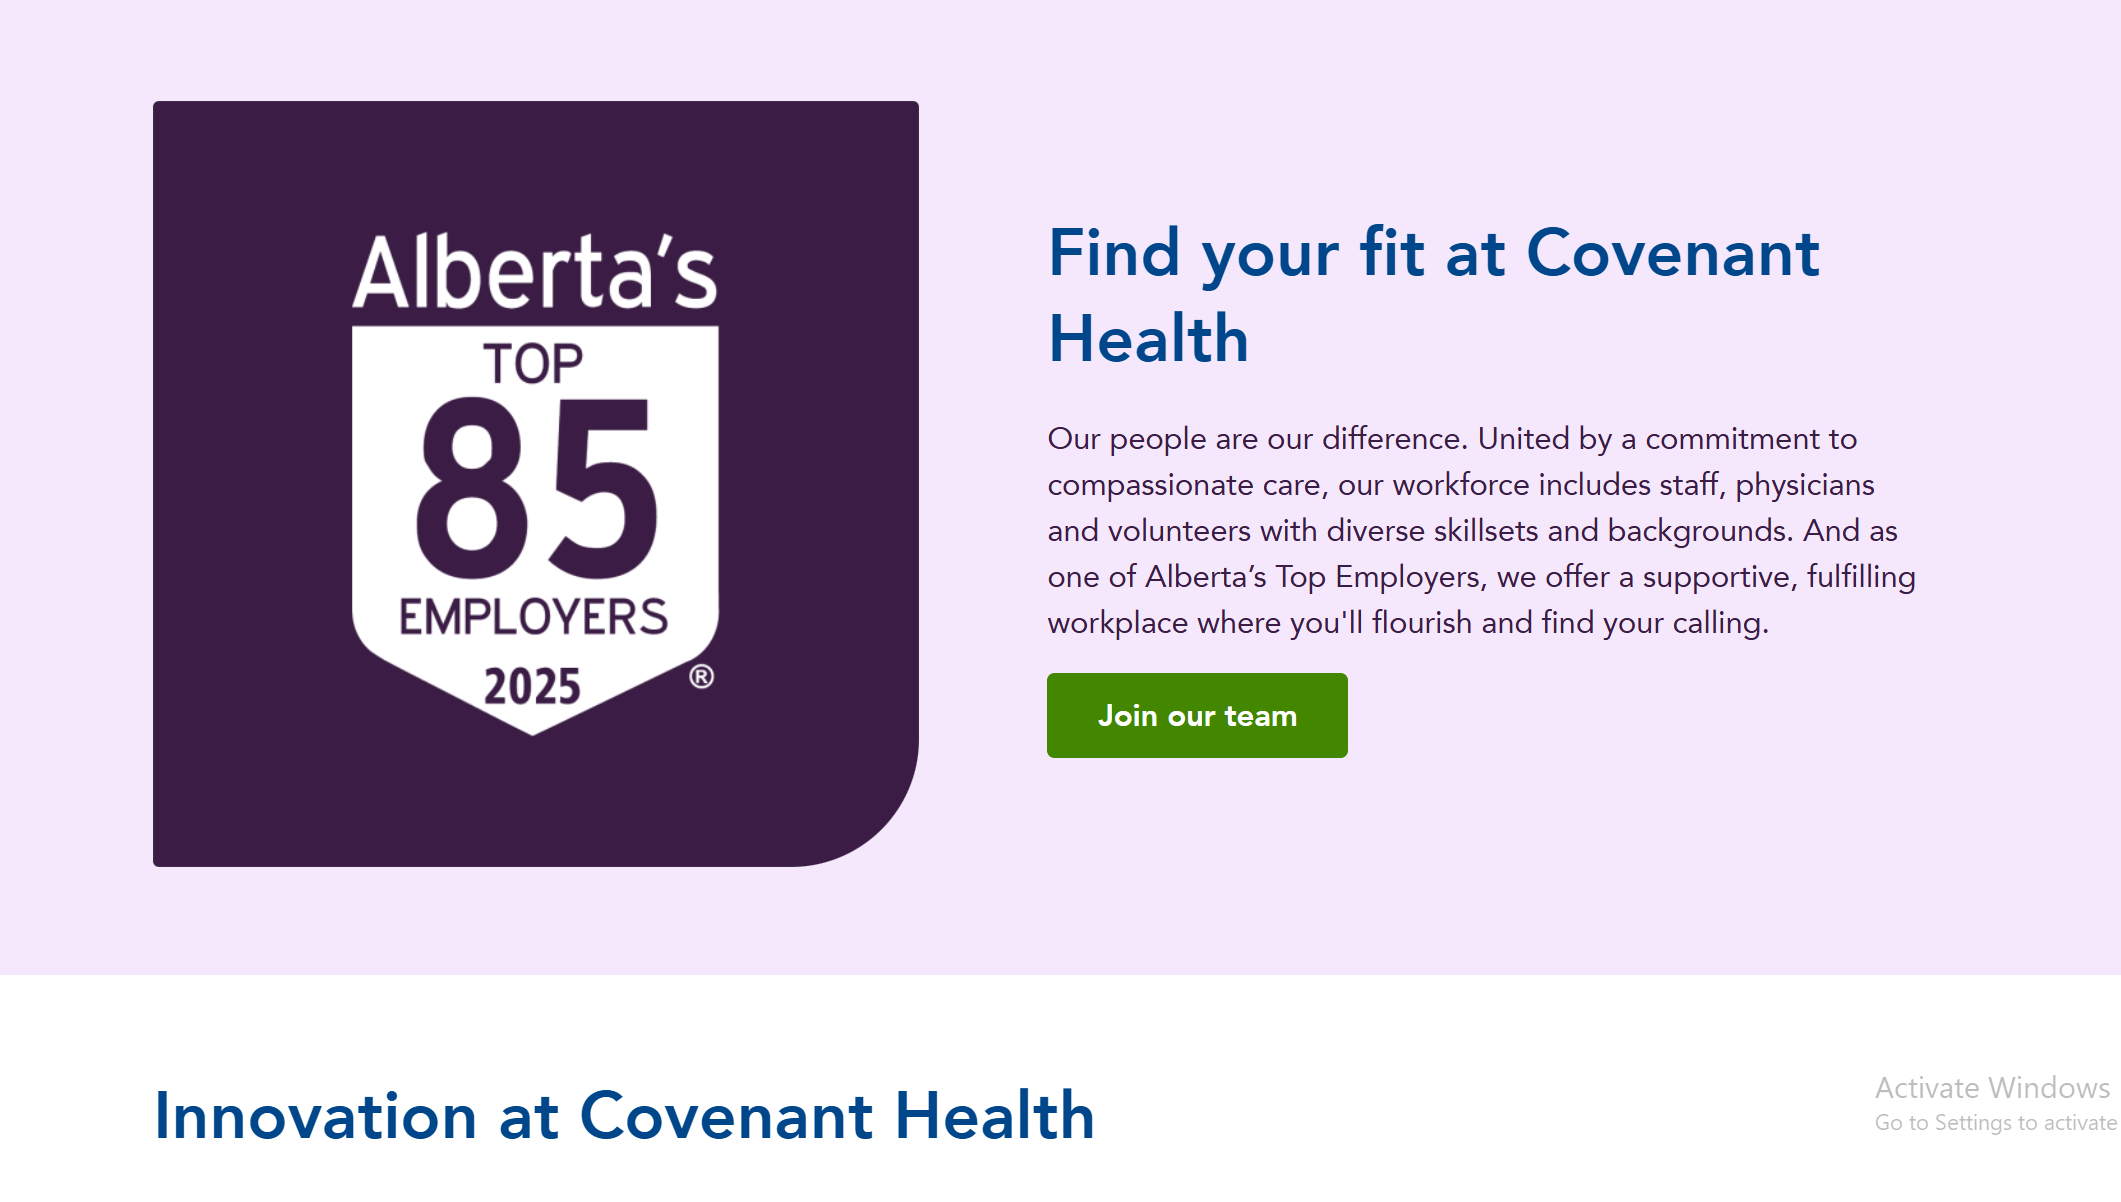 Alberta’s
TOP
85
EMPLOYERS
2025
®
Find your fit at Covenant
Health
Our people are our difference. United by a commitment to
compassionate care, our workforce includes staff, physicians
and volunteers with diverse skillsets and backgrounds. And as
one of Alberta’s Top Employers, we offer a supportive, fulfilling
workplace where you'll flourish and find your calling.
Join our team
Innovation at Covenant Health
Activate Windows
Go to Settings to activate